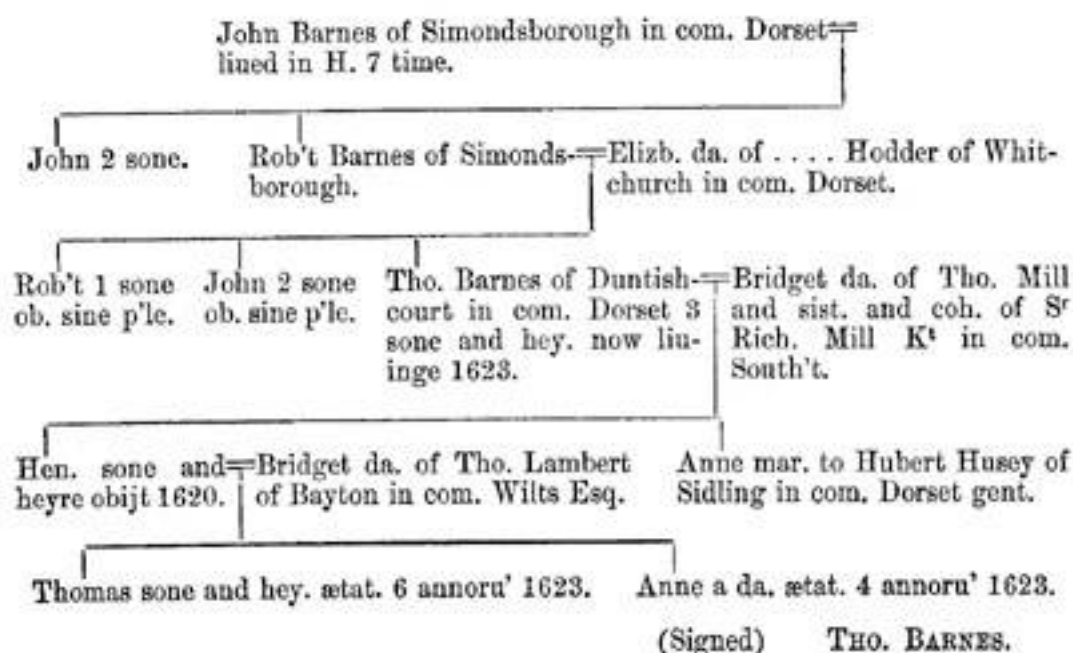 John Barnes of Simondsborough in com. Dorset
liued in H. 7 time.
John 2 sone.
Rob't Barnes of Simonds-
borough.
Elizb. da. of .... Hodder of Whit-
church in com. Dorset.
Rob't 1 sone
ob. sine p'le.
John 2 sone
ob. sine p'le.
Tho. Barnes of Duntish-
court in com. Dorset 3
sone and hey. now liu-
inge 1623.
Bridget da. of Tho. Mill
and sist. and coh. of Sʳ
Rich. Mill Kᵗ in com.
South't.
Hen. sone and
heyre obijt 1620.
Bridget da. of Tho. Lambert
of Bayton in com. Wilts Esq.
Anne mar. to Hubert Husey of
Sidling in com. Dorset gent.
Thomas sone and hey. ætat. 6 annoru' 1623.
Anne a da. ætat. 4 annoru' 1623.
(Signed) THO. BARNES.